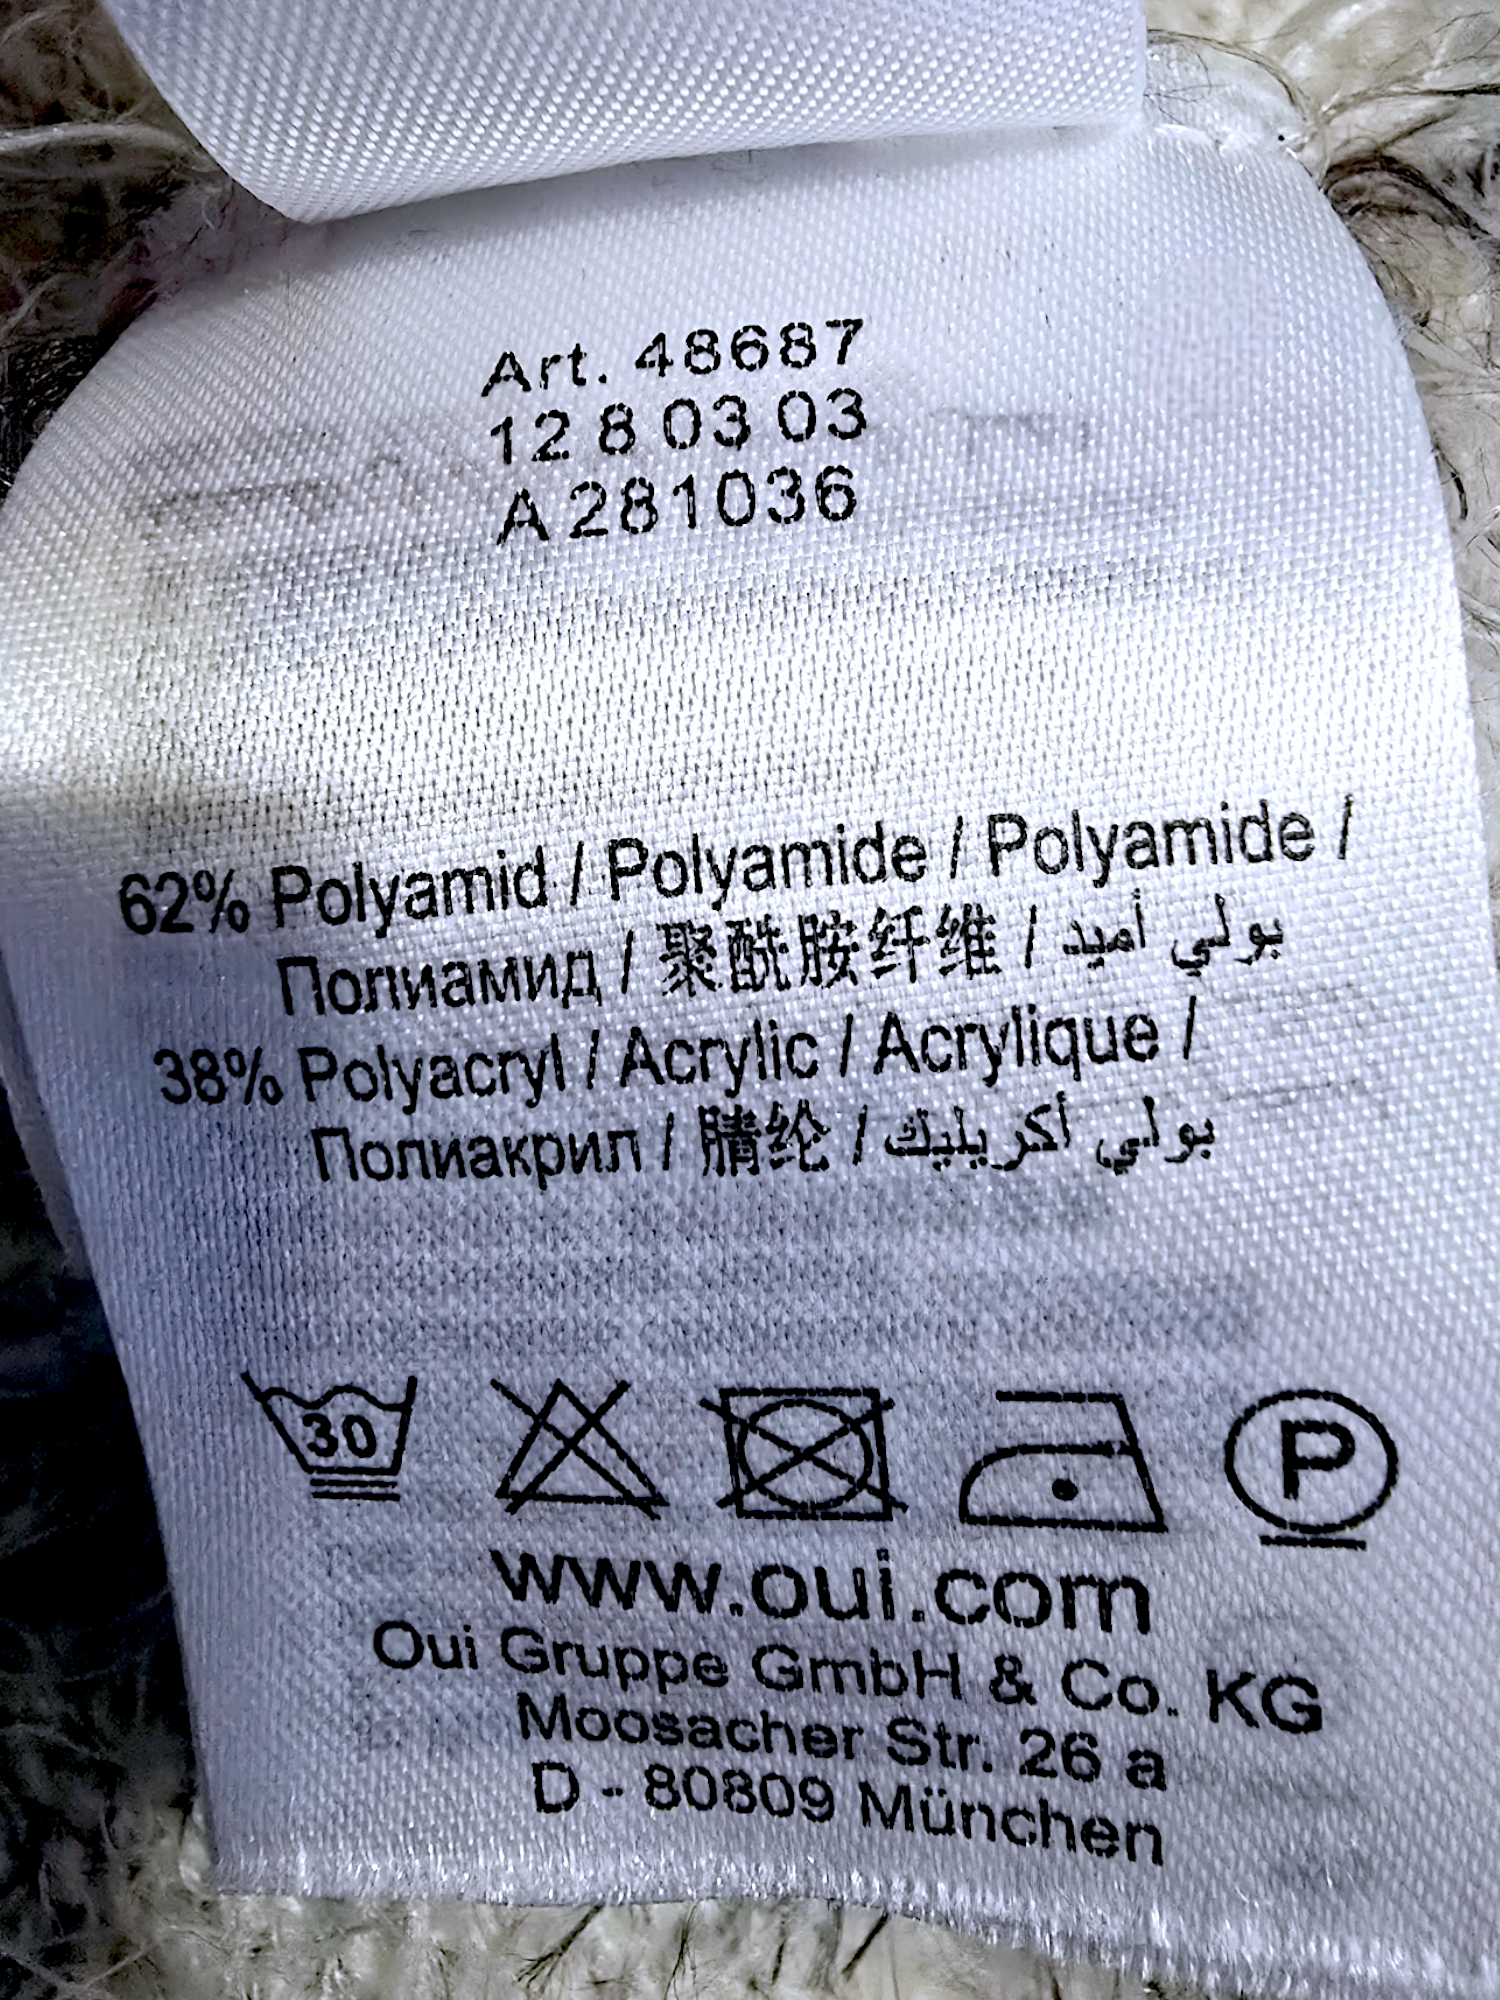 Art. 48687
12 8 03 03
A 281036
62% Polyamid / Polyamide / Polyamide /
Полиамид / 聚酰胺纤维 / بولي أميد
38% Polyacryl / Acrylic / Acrylique /
Полиакрил / 腈纶 / بولي أكريليك
30
P
www.oui.com
Oui Gruppe GmbH & Co. KG
Moosacher Str. 26 a
D - 80809 München